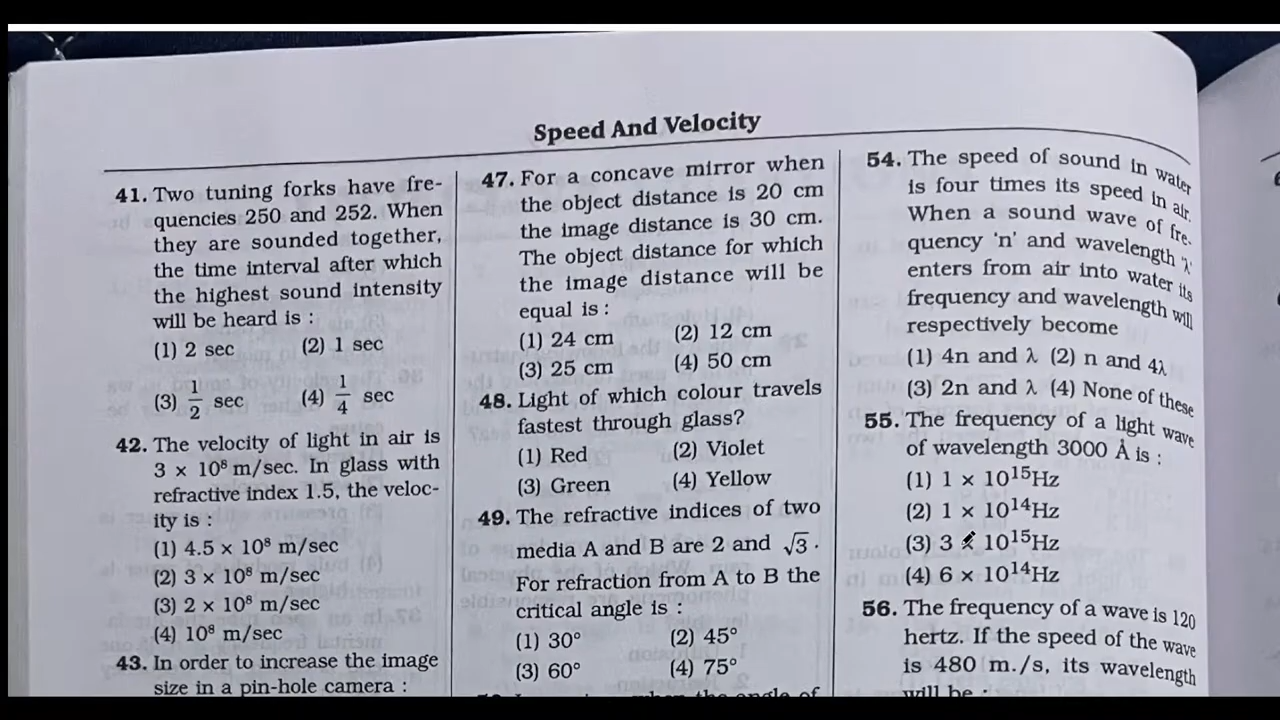 Speed And Velocity
41. Two tuning forks have fre-
quencies 250 and 252. When
they are sounded together,
the time interval after which
the highest sound intensity
will be heard is :
(1) 2 sec (2) 1 sec
(3) 1/2 sec (4) 1/4 sec
42. The velocity of light in air is
3 × 10⁸ m/sec. In glass with
refractive index 1.5, the veloc-
ity is :
(1) 4.5 × 10⁸ m/sec
(2) 3 × 10⁸ m/sec
(3) 2 × 10⁸ m/sec
(4) 10⁸ m/sec
43. In order to increase the image
size in a pin-hole camera :
47. For a concave mirror when
the object distance is 20 cm
the image distance is 30 cm.
The object distance for which
the image distance will be
equal is :
(1) 24 cm (2) 12 cm
(3) 25 cm (4) 50 cm
48. Light of which colour travels
fastest through glass?
(1) Red (2) Violet
(3) Green (4) Yellow
49. The refractive indices of two
media A and B are 2 and √3.
For refraction from A to B the
critical angle is :
(1) 30° (2) 45°
(3) 60° (4) 75°
when the angle of
54. The speed of sound in water
is four times its speed in air.
When a sound wave of fre-
quency 'n' and wavelength 'λ'
enters from air into water its
frequency and wavelength will
respectively become
(1) 4n and λ (2) n and 4λ
(3) 2n and λ (4) None of these
55. The frequency of a light wave
of wavelength 3000 Å is :
(1) 1 × 10¹⁵Hz
(2) 1 × 10¹⁴Hz
(3) 3 × 10¹⁵Hz
(4) 6 × 10¹⁴Hz
56. The frequency of a wave is 120
hertz. If the speed of the wave
is 480 m./s, its wavelength
will be :